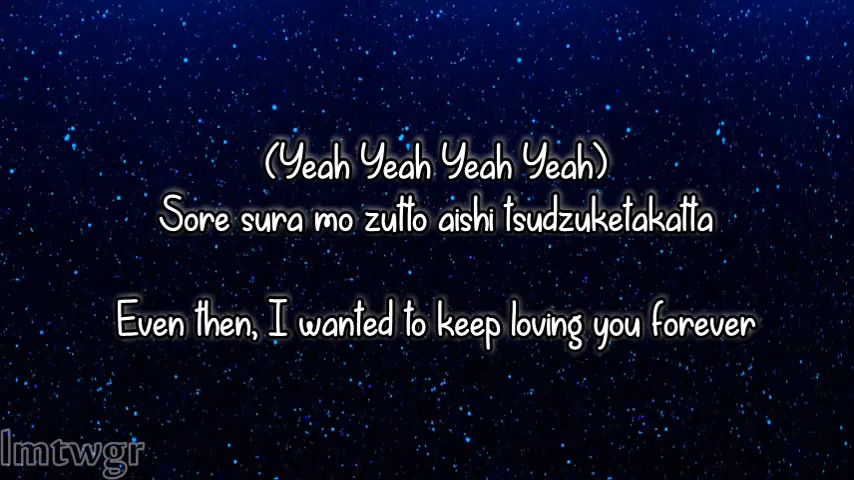 (Yeah Yeah Yeah Yeah)
Sore sura mo zutto aishi tsudzuketakatta
Even then, I wanted to keep loving you forever
lmtwgr